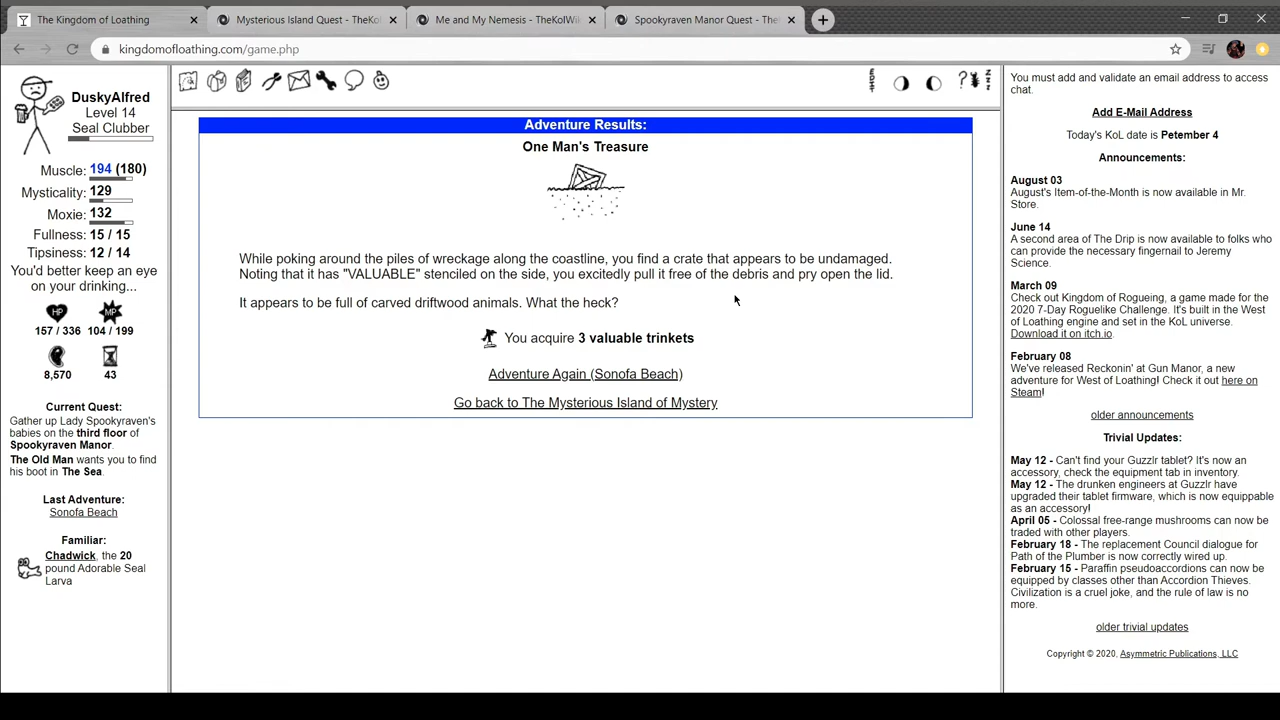 The Kingdom of Loathing
Mysterious Island Quest - TheKol
Me and My Nemesis - TheKolWi
Spookyraven Manor Quest - The
kingdomofloathing.com/game.php
DuskyAlfred
Level 14
Seal Clubber
Muscle: 194 (180)
Mysticality: 129
Moxie: 132
Fullness: 15 / 15
Tipsiness: 12 / 14
You'd better keep an eye
on your drinking...
HP MP
157 / 336 104 / 199
8,570 43
Current Quest:
Gather up Lady Spookyraven's
babies on the third floor of
Spookyraven Manor.
The Old Man wants you to find
his boot in The Sea.
Last Adventure:
Sonofa Beach
Familiar:
Chadwick, the 20
pound Adorable Seal
Larva
Adventure Results:
One Man's Treasure
While poking around the piles of wreckage along the coastline, you find a crate that appears to be undamaged.
Noting that it has "VALUABLE" stenciled on the side, you excitedly pull it free of the debris and pry open the lid.
It appears to be full of carved driftwood animals. What the heck?
You acquire 3 valuable trinkets
Adventure Again (Sonofa Beach)
Go back to The Mysterious Island of Mystery
You must add and validate an email address to access
chat.
Add E-Mail Address
Today's KoL date is Petember 4
Announcements:
August 03
August's Item-of-the-Month is now available in Mr.
Store.
June 14
A second area of The Drip is now available to folks who
can provide the necessary fingernail to Jeremy
Science.
March 09
Check out Kingdom of Rogueing, a game made for the
2020 7-Day Roguelike Challenge. It's built in the West
of Loathing engine and set in the KoL universe.
Download it on itch.io.
February 08
We've released Reckonin' at Gun Manor, a new
adventure for West of Loathing! Check it out here on
Steam!
older announcements
Trivial Updates:
May 12 - Can't find your Guzzlr tablet? It's now an
accessory, check the equipment tab in inventory.
May 12 - The drunken engineers at Guzzlr have
upgraded their tablet firmware, which is now equippable
as an accessory!
April 05 - Colossal free-range mushrooms can now be
traded with other players.
February 18 - The replacement Council dialogue for
Path of the Plumber is now correctly wired up.
February 15 - Paraffin pseudoaccordions can now be
equipped by classes other than Accordion Thieves.
Civilization is a cruel joke, and the rule of law is no
more.
older trivial updates
Copyright © 2020, Asymmetric Publications, LLC